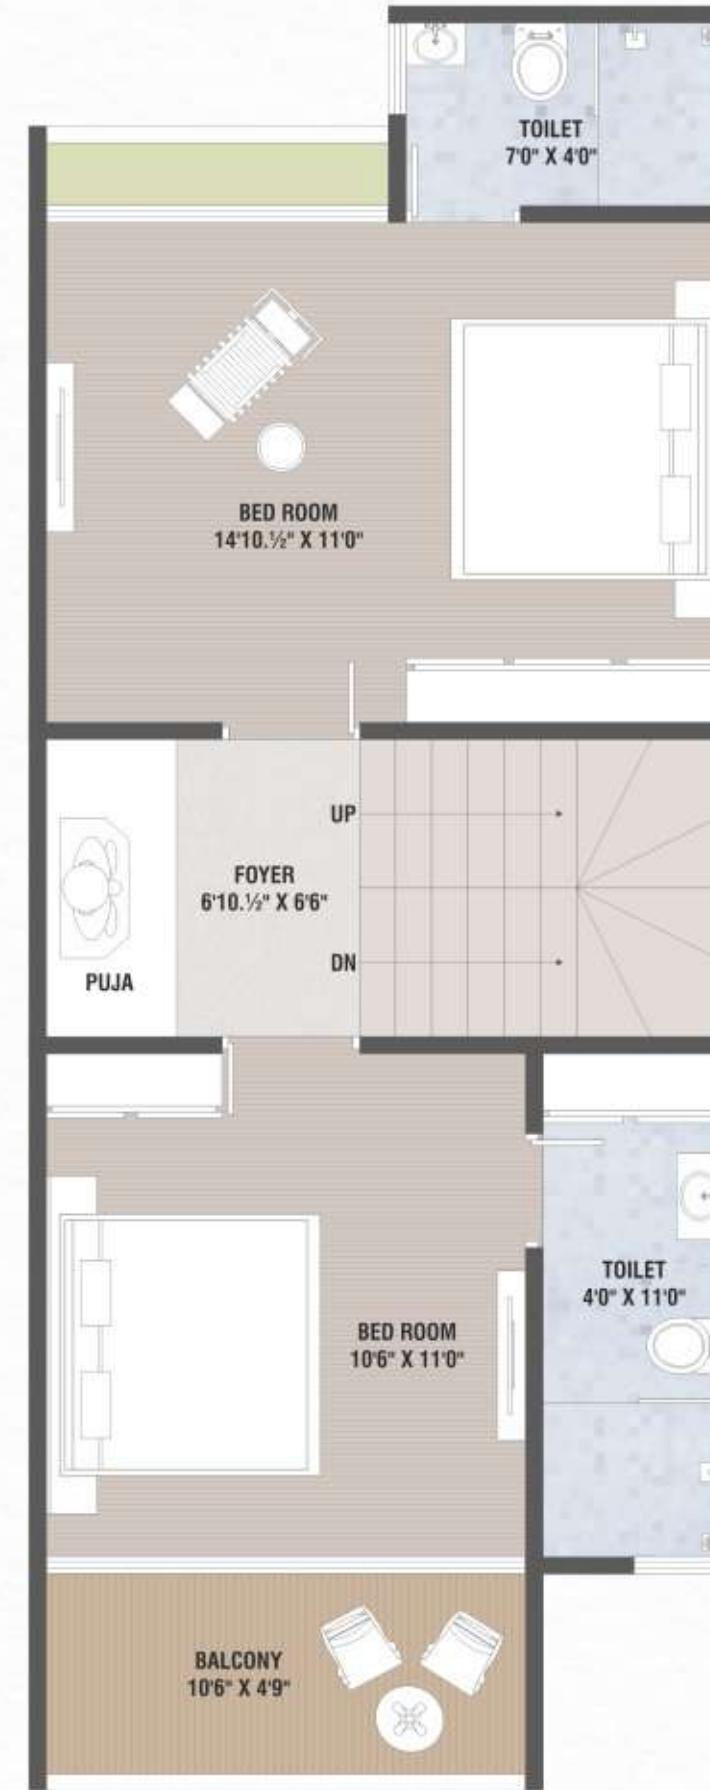 TOILET
7'0" X 4'0"
BED ROOM
14'10.½" X 11'0"
UP
FOYER
6'10.½" X 6'6"
DN
PUJA
TOILET
4'0" X 11'0"
BED ROOM
10'6" X 11'0"
BALCONY
10'6" X 4'9"